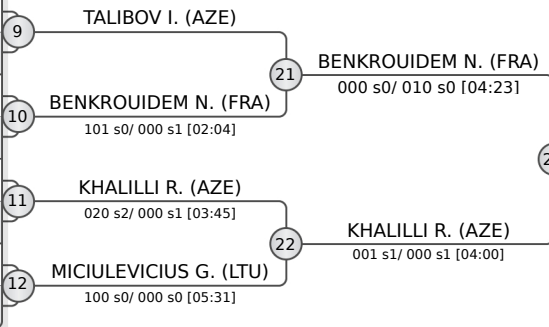 TALIBOV I. (AZE)
9
21
BENKROUIDEM N. (FRA)
000 s0/ 010 s0 [04:23]
BENKROUIDEM N. (FRA)
10
101 s0/ 000 s1 [02:04]
KHALILLI R. (AZE)
11
020 s2/ 000 s1 [03:45]
22
KHALILLI R. (AZE)
001 s1/ 000 s1 [04:00]
MICIULEVICIUS G. (LTU)
12
100 s0/ 000 s0 [05:31]